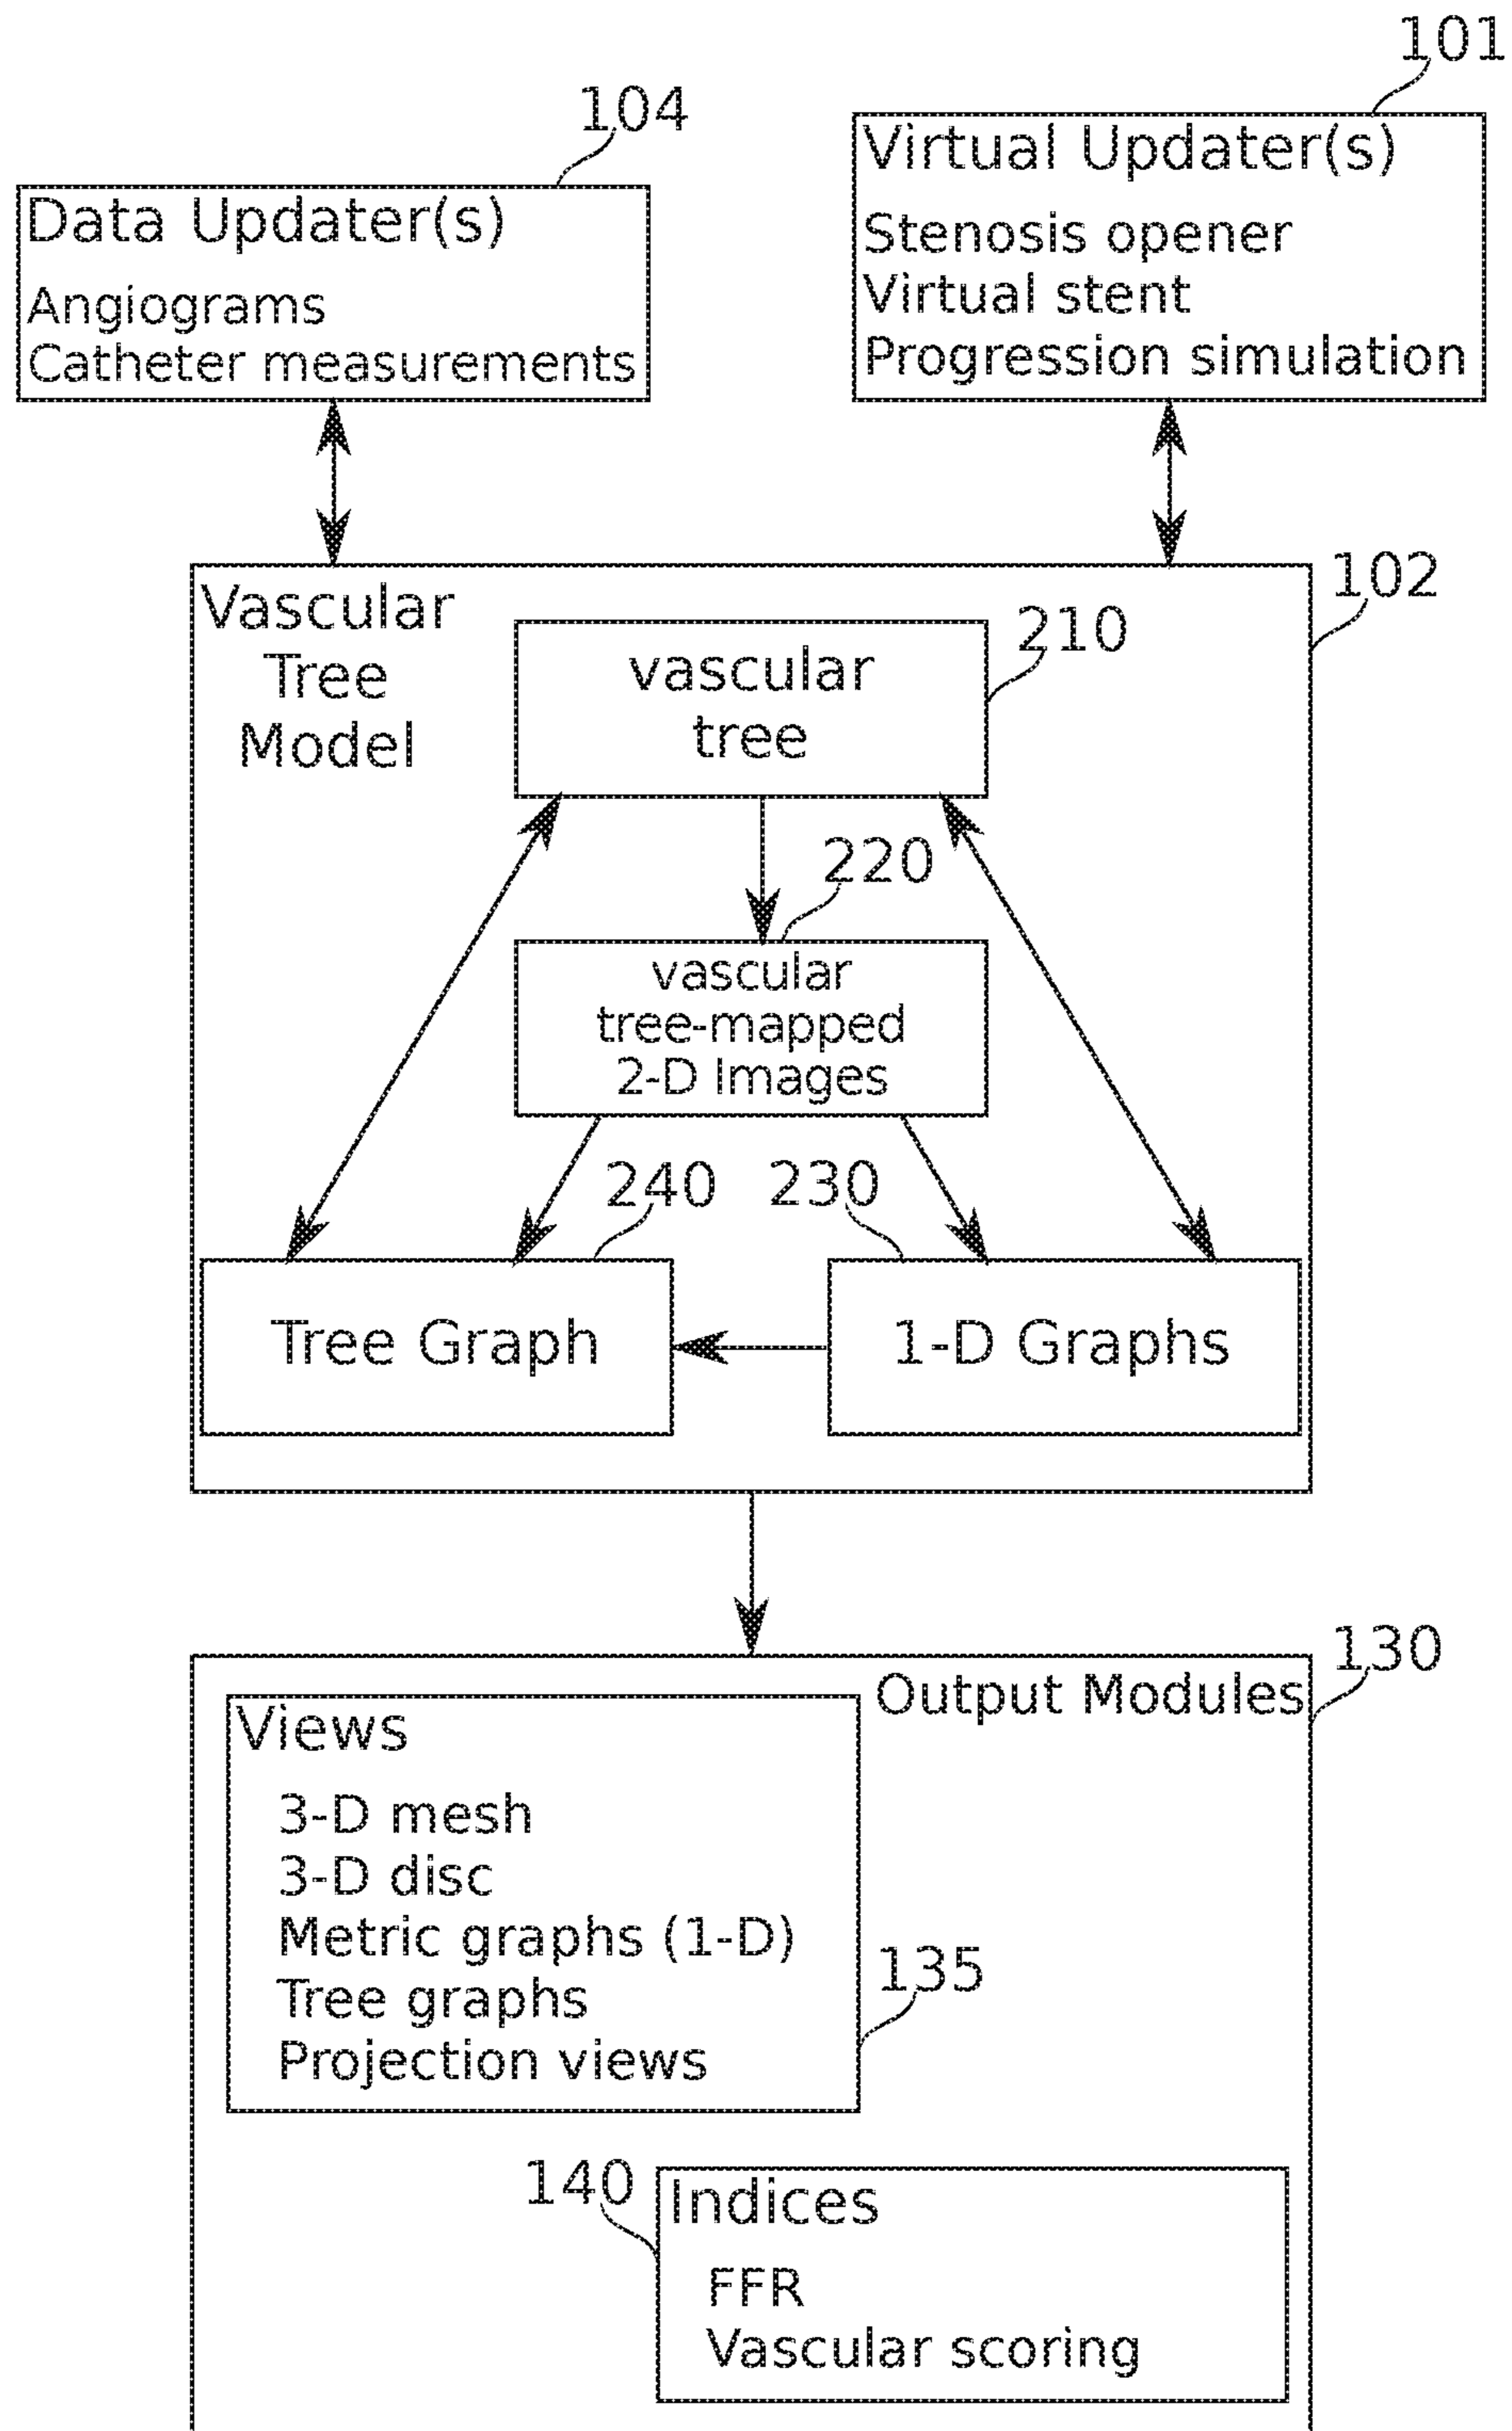 101
104
Virtual Updater(s)
Stenosis opener
Virtual stent
Progression simulation
Data Updater(s)
Angiograms
Catheter measurements
102
Vascular
Tree
Model
210
vascular
tree
220
vascular
tree-mapped
2-D Images
240
230
Tree Graph
1-D Graphs
130
Output Modules
Views
3-D mesh
3-D disc
Metric graphs (1-D)
Tree graphs
Projection views
135
140
Indices
FFR
Vascular scoring